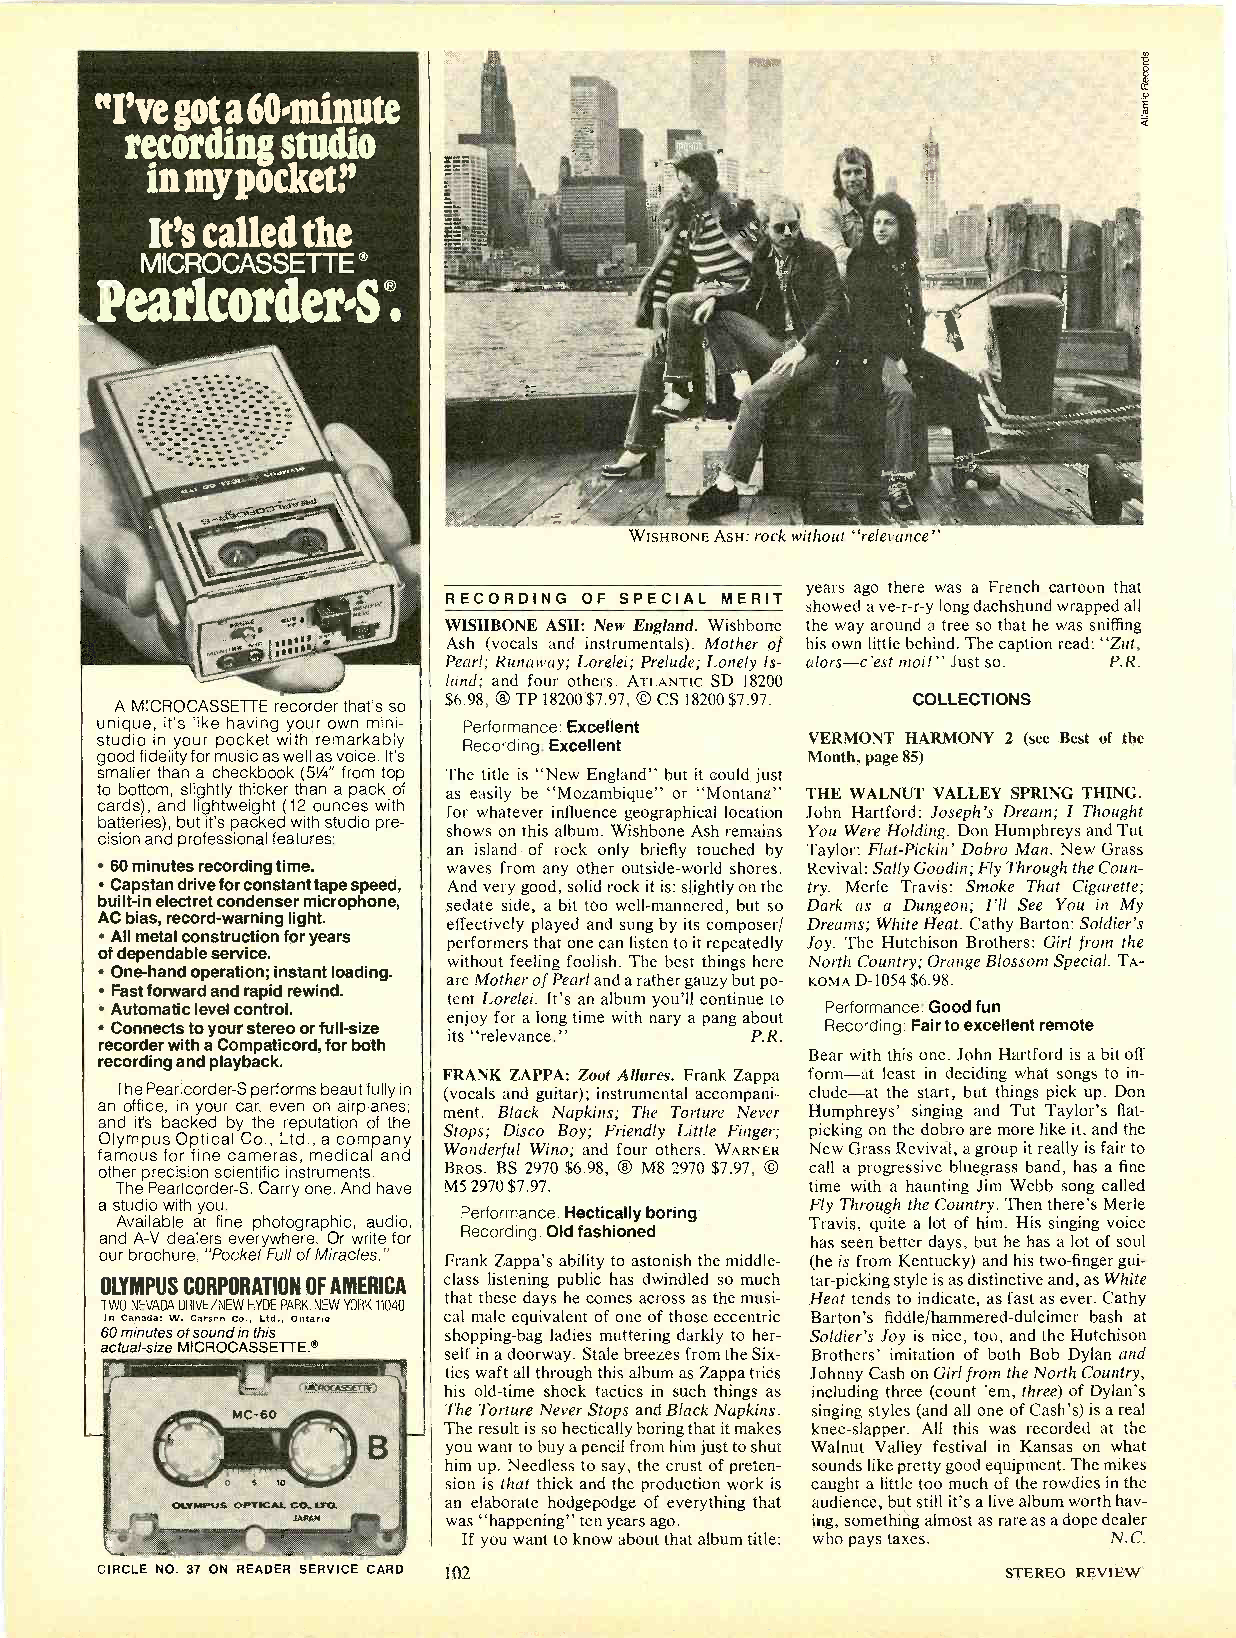 "I've got a 60-minute
recording studio
in my pocket."
It's called the
MICROCASSETTE®
Pearlcorder-S®.
A MICROCASSETTE recorder that's so
unique, it's like having your own mini-
studio in your pocket with remarkably
good fidelity for music as well as voice. It's
smaller than a checkbook (5¼" from top
to bottom, slightly thicker than a pack of
cards), and lightweight (12 ounces with
batteries), but it's packed with studio pre-
cision and professional features:
• 60 minutes recording time.
• Capstan drive for constant tape speed,
built-in electret condenser microphone,
AC bias, record-warning light.
• All metal construction for years
of dependable service.
• One-hand operation; instant loading.
• Fast forward and rapid rewind.
• Automatic level control.
• Connects to your stereo or full-size
recorder with a Compaticord, for both
recording and playback.
The Pearlcorder-S performs beautifully in
an office, in your car, even on airplanes;
and it's backed by the reputation of the
Olympus Optical Co., Ltd., a company
famous for fine cameras, medical and
other precision scientific instruments.
The Pearlcorder-S. Carry one. And have
a studio with you.
Available at fine photographic, audio,
and A-V dealers everywhere. Or write for
our brochure, "Pocket Full of Miracles."
OLYMPUS CORPORATION OF AMERICA
TWO NEVADA DRIVE/NEW HYDE PARK, NEW YORK 11040
In Canada: W. Carsen Co., Ltd., Ontario
60 minutes of sound in this
actual-size MICROCASSETTE.®
MICROCASSETTE
MC-60
B
0 5 10
OLYMPUS OPTICAL CO., LTD.
JAPAN
CIRCLE NO. 37 ON READER SERVICE CARD
Atlantic Records
WISHBONE ASH: rock without "relevance"
RECORDING OF SPECIAL MERIT
WISHBONE ASH: New England. Wishbone
Ash (vocals and instrumentals). Mother of
Pearl; Runaway; Lorelei; Prelude; Lonely Is-
land; and four others. ATLANTIC SD 18200
$6.98, ⑧ TP 18200 $7.97, © CS 18200 $7.97.
Performance: Excellent
Recording: Excellent
The title is "New England" but it could just
as easily be "Mozambique" or "Montana"
for whatever influence geographical location
shows on this album. Wishbone Ash remains
an island of rock only briefly touched by
waves from any other outside-world shores.
And very good, solid rock it is: slightly on the
sedate side, a bit too well-mannered, but so
effectively played and sung by its composer/
performers that one can listen to it repeatedly
without feeling foolish. The best things here
are Mother of Pearl and a rather gauzy but po-
tent Lorelei. It's an album you'll continue to
enjoy for a long time with nary a pang about
its "relevance." P.R.
FRANK ZAPPA: Zoot Allures. Frank Zappa
(vocals and guitar); instrumental accompani-
ment. Black Napkins; The Torture Never
Stops; Disco Boy; Friendly Little Finger;
Wonderful Wino; and four others. WARNER
BROS. BS 2970 $6.98, ⑧ M8 2970 $7.97, ©
M5 2970 $7.97.
Performance: Hectically boring
Recording: Old fashioned
Frank Zappa's ability to astonish the middle-
class listening public has dwindled so much
that these days he comes across as the musi-
cal male equivalent of one of those eccentric
shopping-bag ladies muttering darkly to her-
self in a doorway. Stale breezes from the Six-
ties waft all through this album as Zappa tries
his old-time shock tactics in such things as
The Torture Never Stops and Black Napkins.
The result is so hectically boring that it makes
you want to buy a pencil from him just to shut
him up. Needless to say, the crust of preten-
sion is that thick and the production work is
an elaborate hodgepodge of everything that
was "happening" ten years ago.
If you want to know about that album title:
years ago there was a French cartoon that
showed a ve-r-r-y long dachshund wrapped all
the way around a tree so that he was sniffing
his own little behind. The caption read: "Zut,
alors—c'est moi!" Just so. P.R.
COLLECTIONS
VERMONT HARMONY 2 (see Best of the
Month, page 85)
THE WALNUT VALLEY SPRING THING.
John Hartford: Joseph's Dream; I Thought
You Were Holding. Don Humphreys and Tut
Taylor: Flat-Pickin' Dobro Man. New Grass
Revival: Sally Goodin; Fly Through the Coun-
try. Merle Travis: Smoke That Cigarette;
Dark as a Dungeon; I'll See You in My
Dreams; White Heat. Cathy Barton: Soldier's
Joy. The Hutchison Brothers: Girl from the
North Country; Orange Blossom Special. TA-
KOMA D-1054 $6.98.
Performance: Good fun
Recording: Fair to excellent remote
Bear with this one. John Hartford is a bit off
form—at least in deciding what songs to in-
clude—at the start, but things pick up. Don
Humphreys' singing and Tut Taylor's flat-
picking on the dobro are more like it, and the
New Grass Revival, a group it really is fair to
call a progressive bluegrass band, has a fine
time with a haunting Jim Webb song called
Fly Through the Country. Then there's Merle
Travis, quite a lot of him. His singing voice
has seen better days, but he has a lot of soul
(he is from Kentucky) and his two-finger gui-
tar-picking style is as distinctive and, as White
Heat tends to indicate, as fast as ever. Cathy
Barton's fiddle/hammered-dulcimer bash at
Soldier's Joy is nice, too, and the Hutchison
Brothers' imitation of both Bob Dylan and
Johnny Cash on Girl from the North Country,
including three (count 'em, three) of Dylan's
singing styles (and all one of Cash's) is a real
knee-slapper. All this was recorded at the
Walnut Valley festival in Kansas on what
sounds like pretty good equipment. The mikes
caught a little too much of the rowdies in the
audience, but still it's a live album worth hav-
ing, something almost as rare as a dope dealer
who pays taxes. N.C.
102
STEREO REVIEW